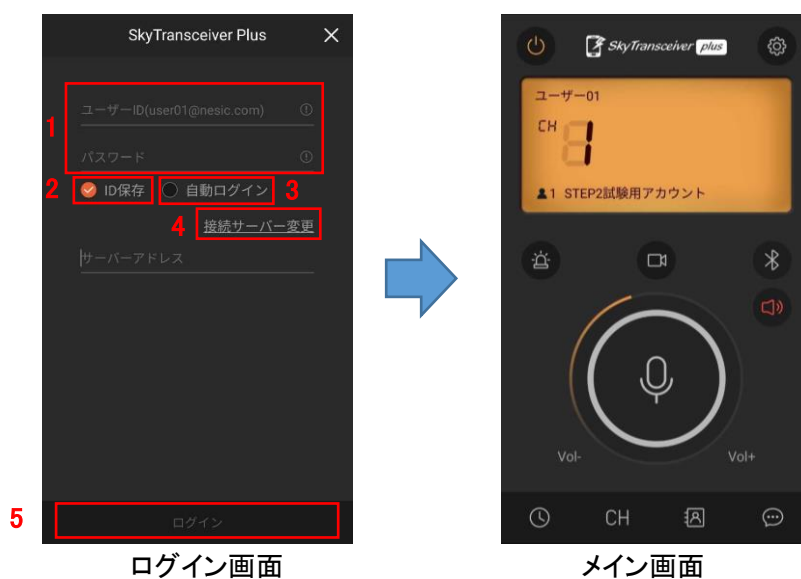 SkyTransceiver Plus
1
ユーザーID(user01@nesic.com)
パスワード
2
ID保存
自動ログイン
3
4
接続サーバー変更
サーバーアドレス
5
ログイン
ログイン画面
SkyTransceiver plus
ユーザー01
CH
1
1 STEP2試験用アカウント
Vol-
Vol+
CH
メイン画面